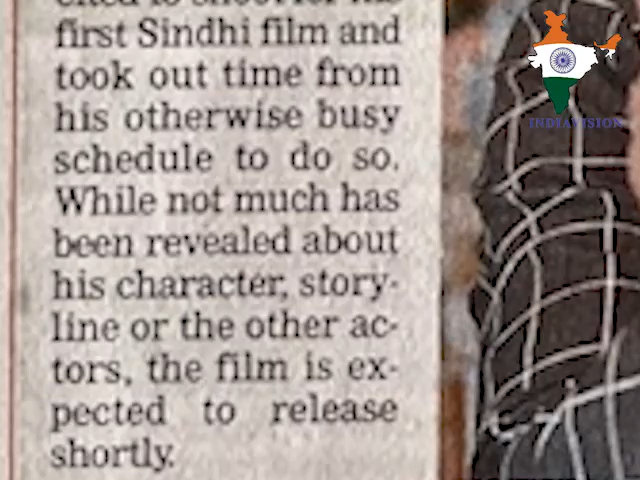 first Sindhi film and
took out time from
his otherwise busy
schedule to do so.
While not much has
been revealed about
his character, story-
line or the other ac-
tors, the film is ex-
pected to release
shortly.
INDIAVISION